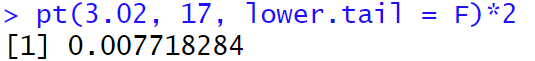 > pt(3.02, 17, lower.tail = F)*2
[1] 0.007718284